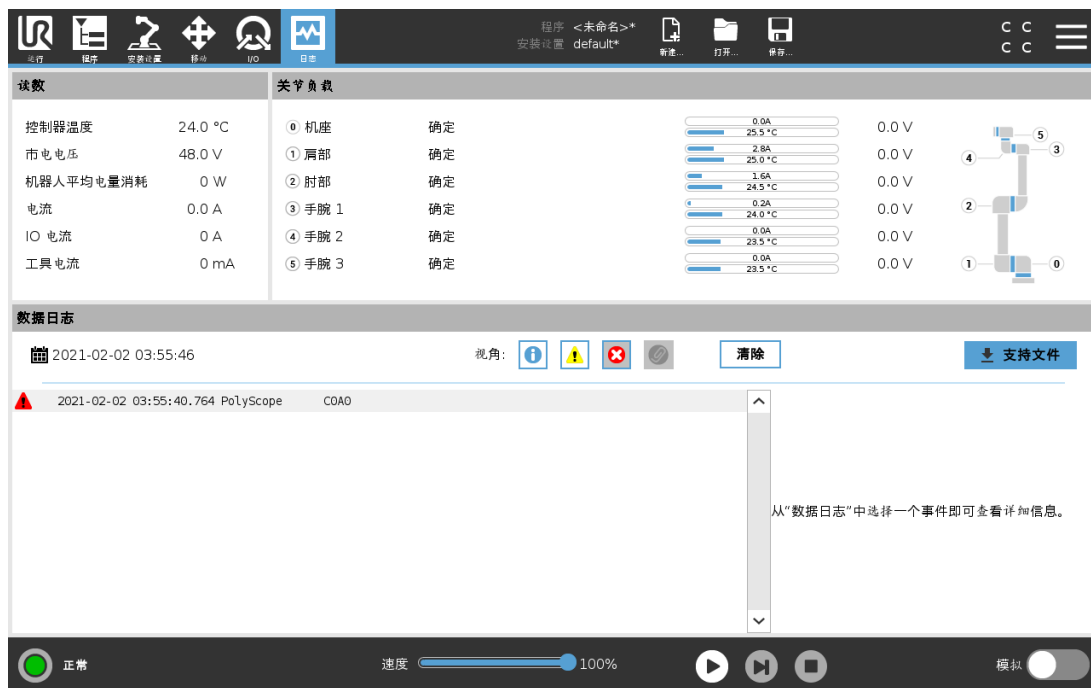 程序 <未命名>*
安装设置 default*
新建... 打开... 保存...
C C
C C
运行 程序 安装设置 移动 I/O 日志
读数 关节负载
控制器温度 24.0 °C
市电电压 48.0 V
机器人平均电量消耗 0 W
电流 0.0 A
IO 电流 0 A
工具电流 0 mA
0 机座 确定 0.0A 25.5 °C 0.0 V
1 肩部 确定 2.8A 25.0 °C 0.0 V
2 肘部 确定 1.6A 24.5 °C 0.0 V
3 手腕 1 确定 0.2A 24.0 °C 0.0 V
4 手腕 2 确定 0.0A 23.5 °C 0.0 V
5 手腕 3 确定 0.0A 23.5 °C 0.0 V
5
3
4
2
1 0
数据日志
2021-02-02 03:55:46 视角: 清除 支持文件
2021-02-02 03:55:40.764 PolyScope C0A0
从“数据日志”中选择一个事件即可查看详细信息。
正常 速度 100% 模拟